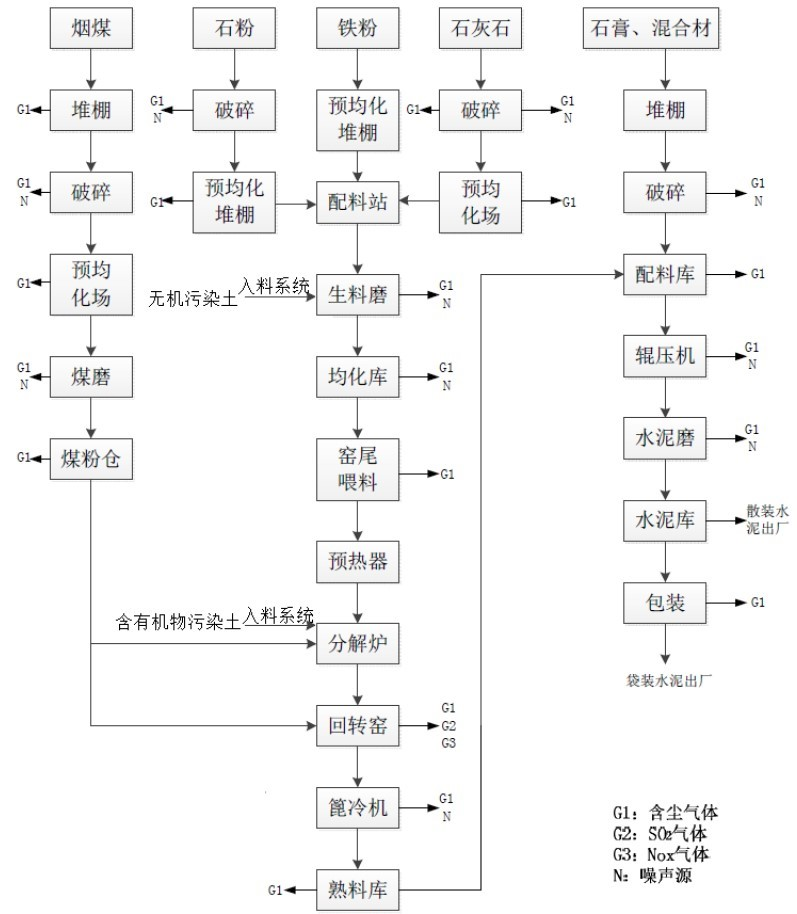 烟煤
石粉
铁粉
石灰石
石膏、混合材
G1
堆棚
G1
N
破碎
预均化
堆棚
G1
破碎
G1
N
堆棚
G1
N
破碎
G1
预均化
堆棚
配料站
预均
化场
G1
破碎
G1
N
G1
预均
化场
无机污染土
入料系统
生料磨
G1
N
配料库
G1
G1
N
煤磨
均化库
G1
N
辊压机
G1
N
G1
煤粉仓
窑尾
喂料
G1
水泥磨
G1
N
预热器
水泥库
散装水
泥出厂
含有机物污染土
入料系统
分解炉
包装
G1
袋装水泥出厂
回转窑
G1
G2
G3
篦冷机
G1
N
G1
熟料库
G1：含尘气体
G2：SO₂气体
G3：Nox气体
N：噪声源